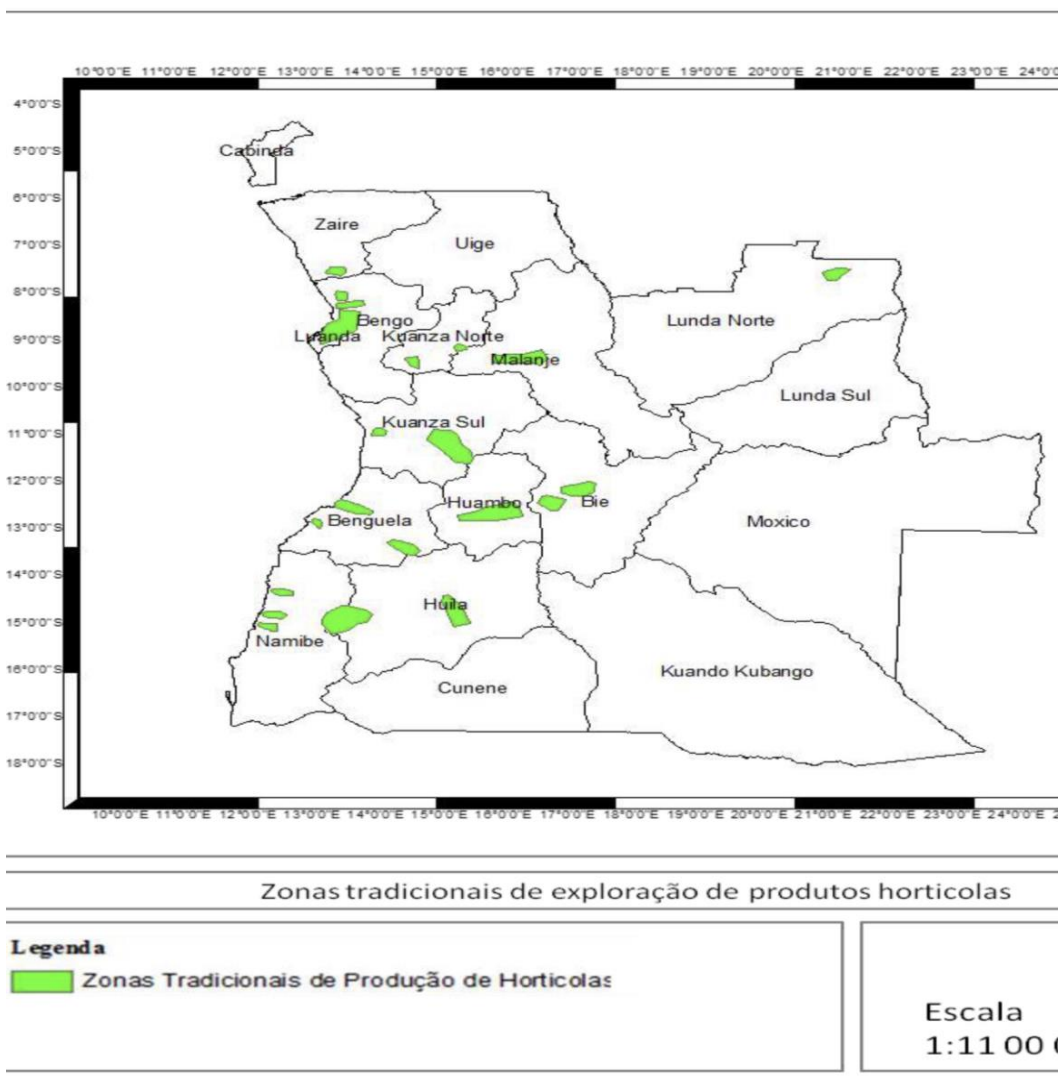 10°0'0"E 11°0'0"E 12°0'0"E 13°0'0"E 14°0'0"E 15°0'0"E 16°0'0"E 17°0'0"E 18°0'0"E 19°0'0"E 20°0'0"E 21°0'0"E 22°0'0"E 23°0'0"E 24°0'0
4°0'0"S
5°0'0"S
6°0'0"S
7°0'0"S
8°0'0"S
9°0'0"S
10°0'0"S
11°0'0"S
12°0'0"S
13°0'0"S
14°0'0"S
15°0'0"S
16°0'0"S
17°0'0"S
18°0'0"S
Cabinda
Zaire
Uige
Bengo
Lunda Norte
Luanda
Kuanza Norte
Malanje
Lunda Sul
Kuanza Sul
Huambo
Bie
Benguela
Moxico
Huila
Namibe
Kuando Kubango
Cunene
10°0'0"E 11°0'0"E 12°0'0"E 13°0'0"E 14°0'0"E 15°0'0"E 16°0'0"E 17°0'0"E 18°0'0"E 19°0'0"E 20°0'0"E 21°0'0"E 22°0'0"E 23°0'0"E 24°0'0"E 2
Zonas tradicionais de exploração de produtos horticolas
Legenda
Zonas Tradicionais de Produção de Horticolas
Escala
1:11 00